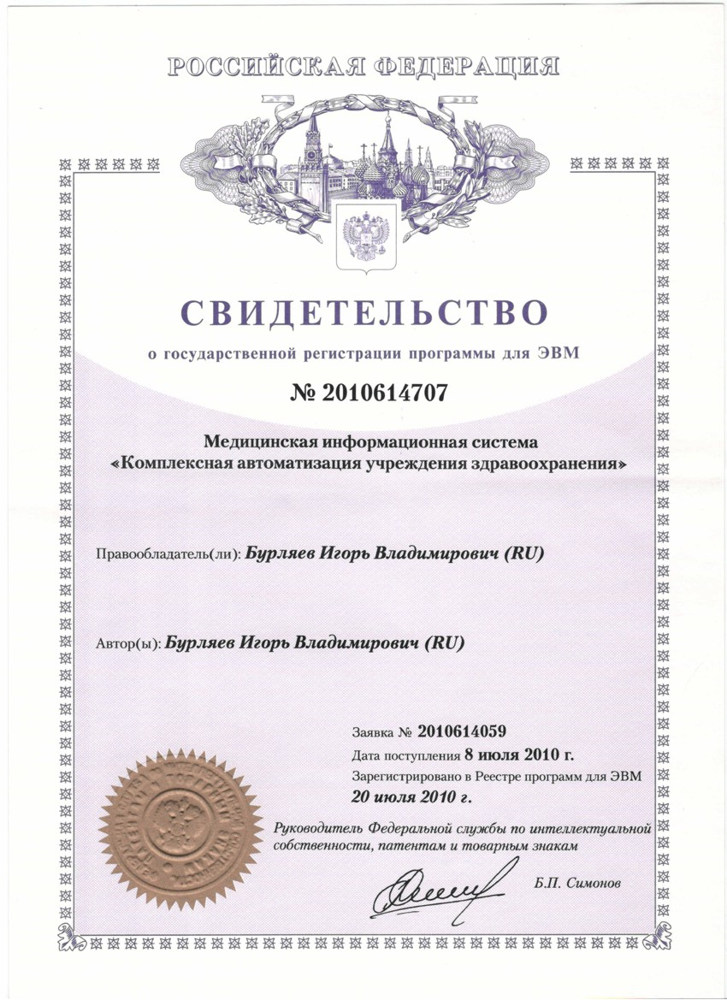 РОССИЙСКАЯ ФЕДЕРАЦИЯ
СВИДЕТЕЛЬСТВО
о государственной регистрации программы для ЭВМ
№ 2010614707
Медицинская информационная система
«Комплексная автоматизация учреждения здравоохранения»
Правообладатель(ли): Бурляев Игорь Владимирович (RU)
Автор(ы): Бурляев Игорь Владимирович (RU)
Заявка № 2010614059
Дата поступления 8 июля 2010 г.
Зарегистрировано в Реестре программ для ЭВМ
20 июля 2010 г.
Руководитель Федеральной службы по интеллектуальной
собственности, патентам и товарным знакам
Б.П. Симонов